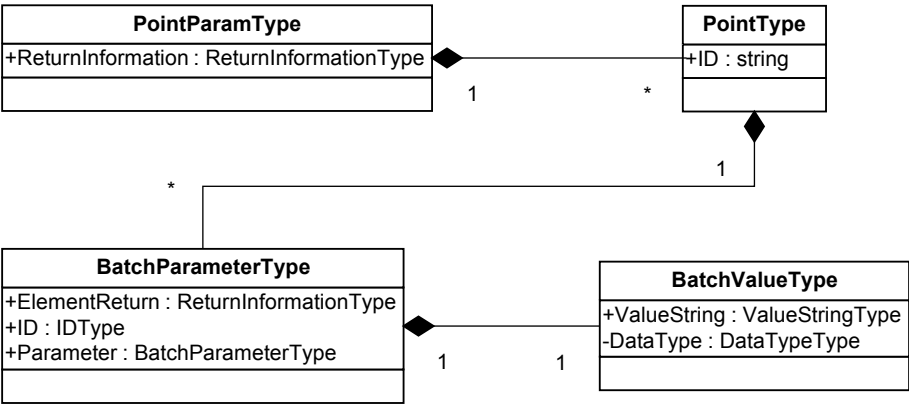 PointParamType
+ReturnInformation : ReturnInformationType
PointType
+ID : string
1
*
1
*
BatchParameterType
+ElementReturn : ReturnInformationType
+ID : IDType
+Parameter : BatchParameterType
BatchValueType
+ValueString : ValueStringType
-DataType : DataTypeType
1
1